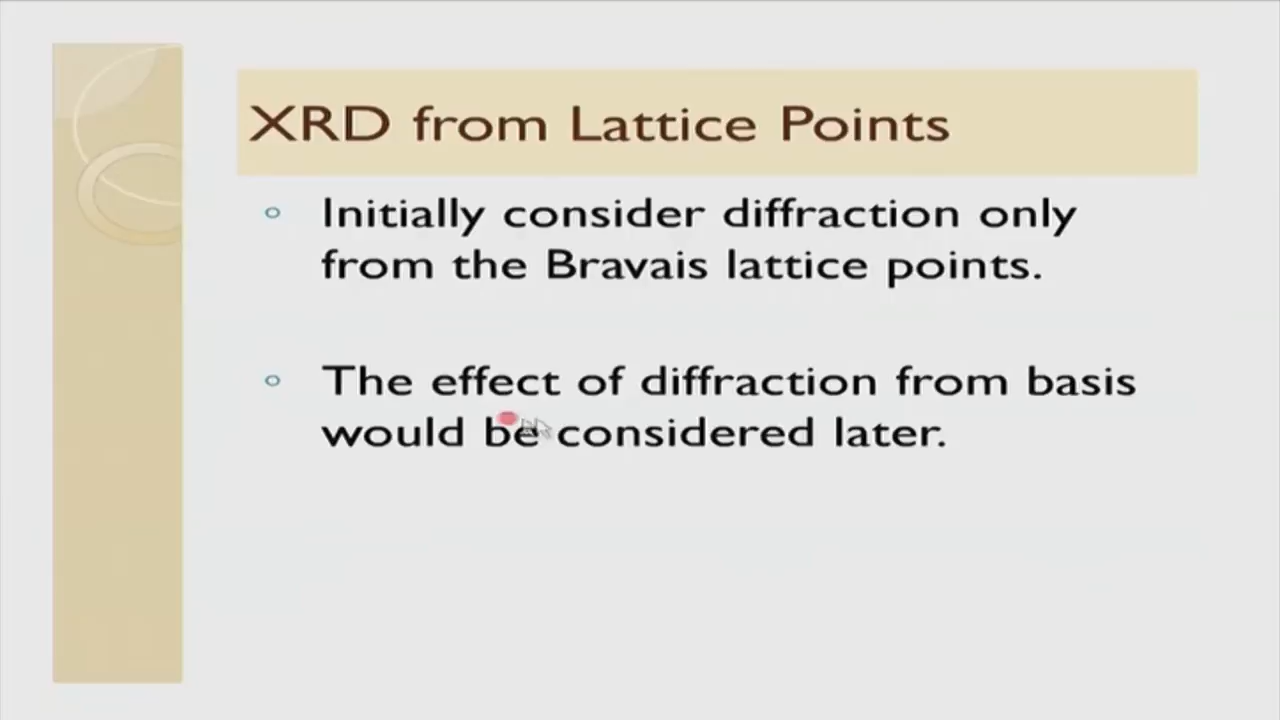 XRD from Lattice Points
Initially consider diffraction only
from the Bravais lattice points.
The effect of diffraction from basis
would be considered later.